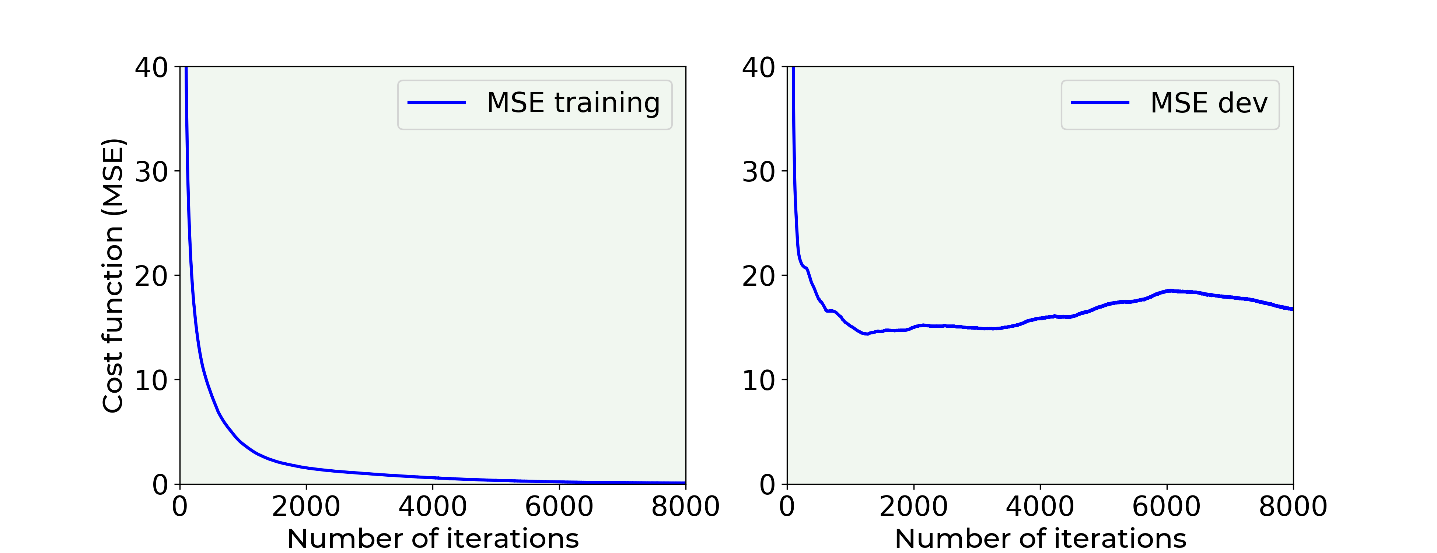 Cost function (MSE)
40
30
20
10
0
MSE training
0 2000 4000 6000 8000
Number of iterations
40
30
20
10
0
MSE dev
0 2000 4000 6000 8000
Number of iterations